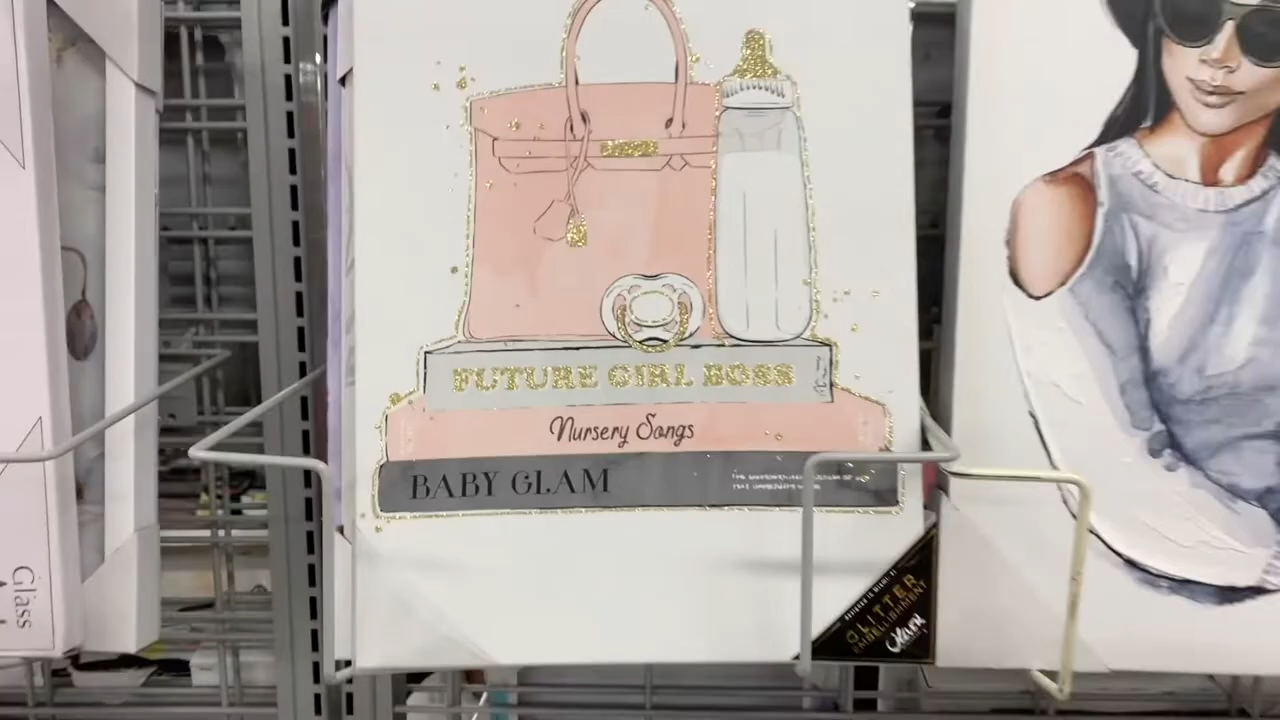 FUTURE GIRL BOSS
Nursery Songs
BABY GLAM
GLITTER
EMBELLISHMENT
Glass